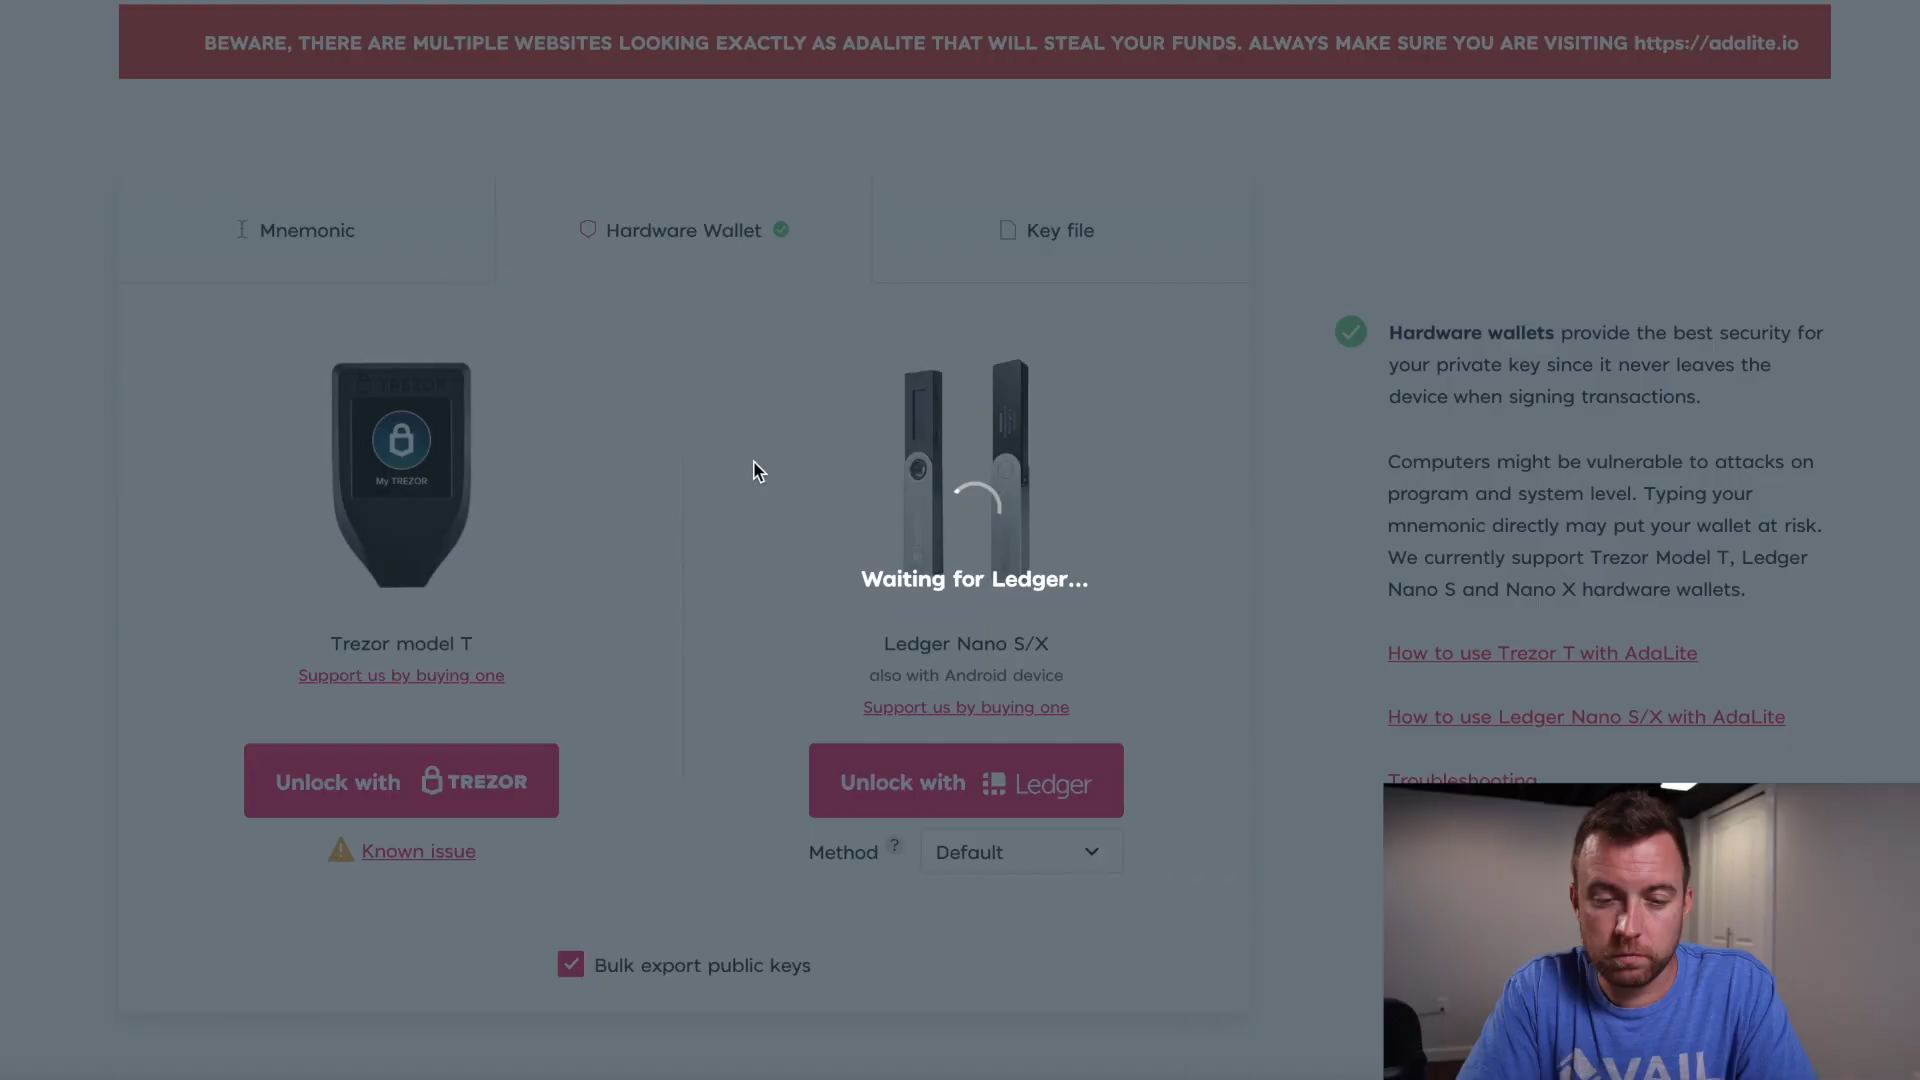 BEWARE, THERE ARE MULTIPLE WEBSITES LOOKING EXACTLY AS ADALITE THAT WILL STEAL YOUR FUNDS. ALWAYS MAKE SURE YOU ARE VISITING https://adalite.io
Mnemonic
Hardware Wallet
Key file
TREZOR
My TREZOR
Waiting for Ledger...
Trezor model T
Support us by buying one
Unlock with TREZOR
Known issue
Ledger Nano S/X
also with Android device
Support us by buying one
Unlock with Ledger
Method ? Default
Bulk export public keys
Hardware wallets provide the best security for
your private key since it never leaves the
device when signing transactions.
Computers might be vulnerable to attacks on
program and system level. Typing your
mnemonic directly may put your wallet at risk.
We currently support Trezor Model T, Ledger
Nano S and Nano X hardware wallets.
How to use Trezor T with AdaLite
How to use Ledger Nano S/X with AdaLite
Troubleshooting
VAIL